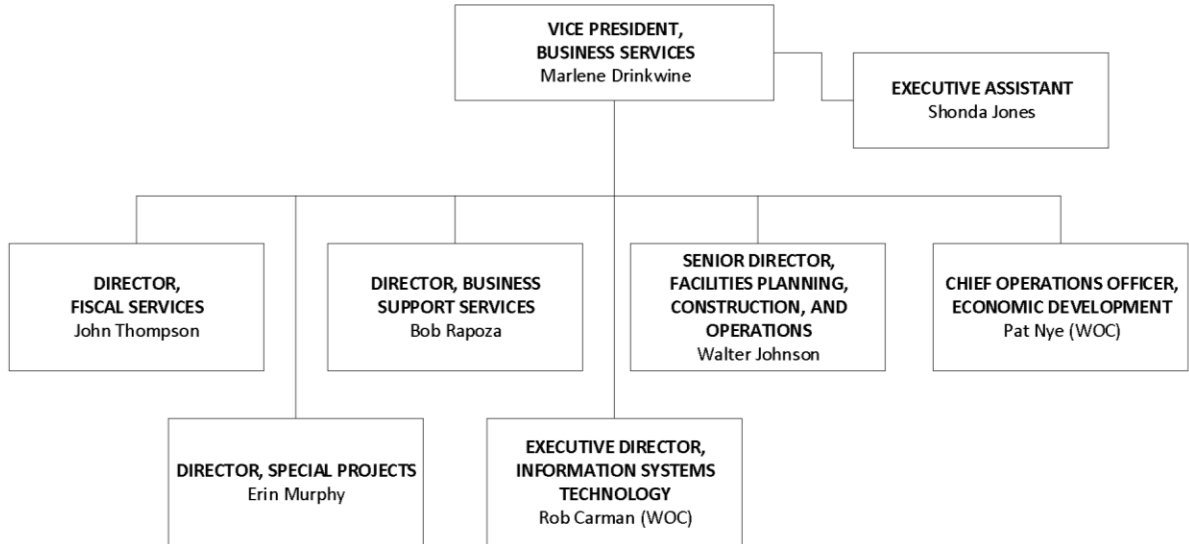 VICE PRESIDENT,
BUSINESS SERVICES
Marlene Drinkwine
EXECUTIVE ASSISTANT
Shonda Jones
DIRECTOR,
FISCAL SERVICES
John Thompson
DIRECTOR, BUSINESS
SUPPORT SERVICES
Bob Rapoza
SENIOR DIRECTOR,
FACILITIES PLANNING,
CONSTRUCTION, AND
OPERATIONS
Walter Johnson
CHIEF OPERATIONS OFFICER,
ECONOMIC DEVELOPMENT
Pat Nye (WOC)
DIRECTOR, SPECIAL PROJECTS
Erin Murphy
EXECUTIVE DIRECTOR,
INFORMATION SYSTEMS
TECHNOLOGY
Rob Carman (WOC)